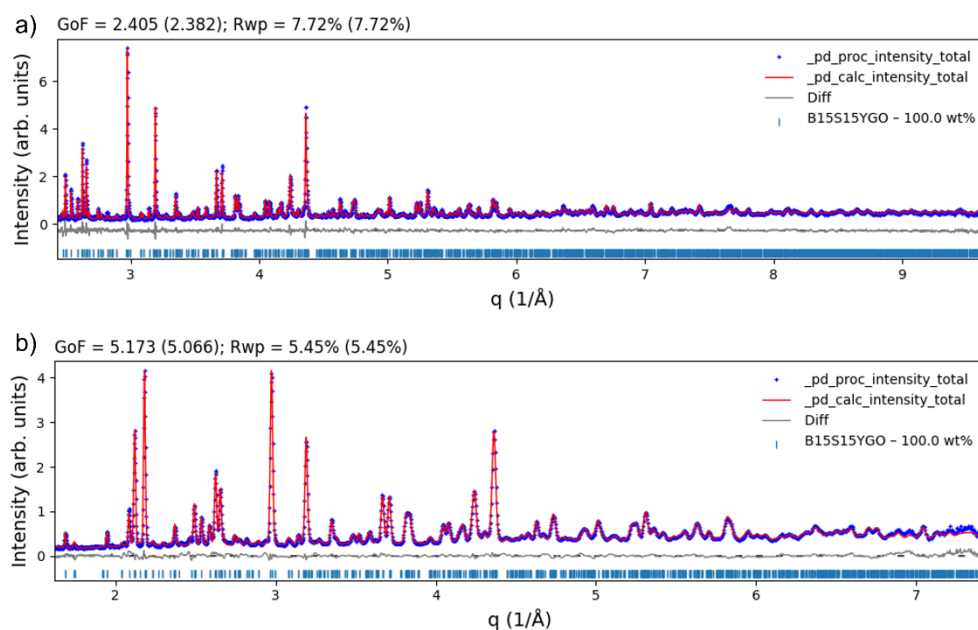 a)
GoF = 2.405 (2.382); Rwp = 7.72% (7.72%)
Intensity (arb. units)
6
4
2
0
_pd_proc_intensity_total
_pd_calc_intensity_total
Diff
B15S15YGO – 100.0 wt%
3 4 5 6 7 8 9
q (1/Å)
b)
GoF = 5.173 (5.066); Rwp = 5.45% (5.45%)
Intensity (arb. units)
4
3
2
1
0
_pd_proc_intensity_total
_pd_calc_intensity_total
Diff
B15S15YGO – 100.0 wt%
2 3 4 5 6 7
q (1/Å)